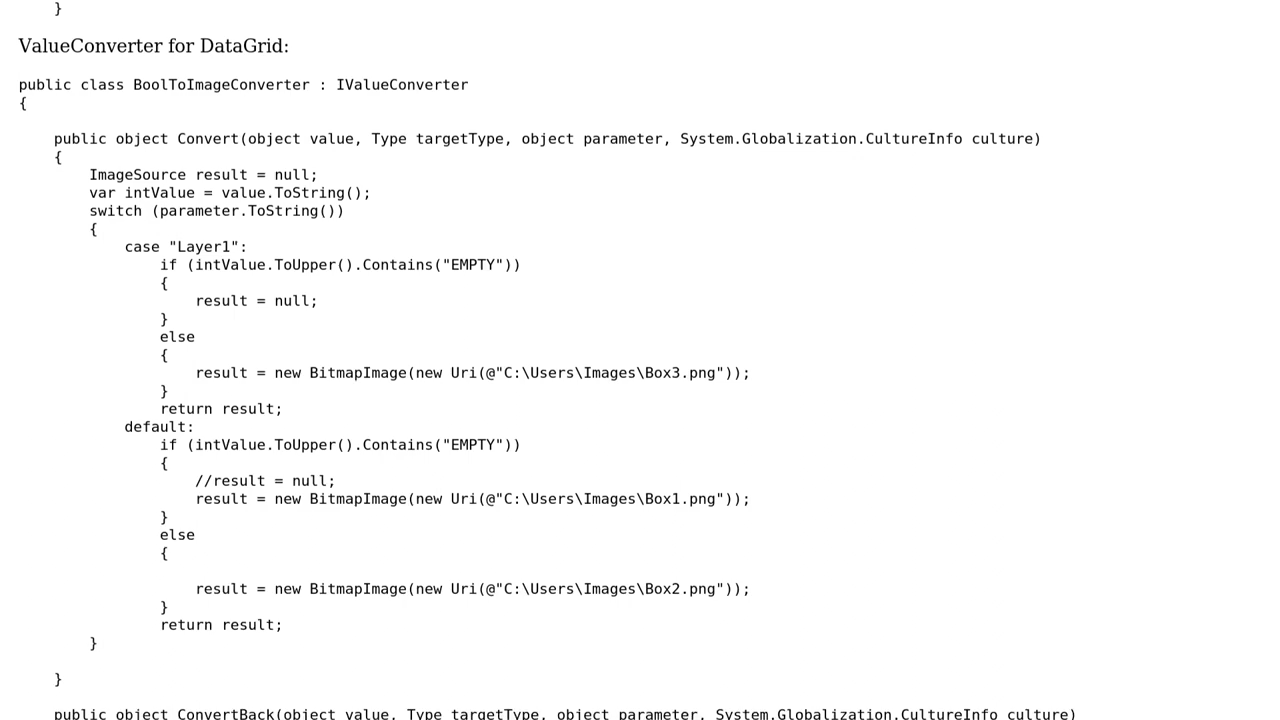 }
ValueConverter for DataGrid:
public class BoolToImageConverter : IValueConverter
{
    public object Convert(object value, Type targetType, object parameter, System.Globalization.CultureInfo culture)
    {
        ImageSource result = null;
        var intValue = value.ToString();
        switch (parameter.ToString())
        {
            case "Layer1":
                if (intValue.ToUpper().Contains("EMPTY"))
                {
                    result = null;
                }
                else
                {
                    result = new BitmapImage(new Uri(@"C:\Users\Images\Box3.png"));
                }
                return result;
            default:
                if (intValue.ToUpper().Contains("EMPTY"))
                {
                    //result = null;
                    result = new BitmapImage(new Uri(@"C:\Users\Images\Box1.png"));
                }
                else
                {
                    result = new BitmapImage(new Uri(@"C:\Users\Images\Box2.png"));
                }
                return result;
        }
    }
    public object ConvertBack(object value, Type targetType, object parameter, System.Globalization.CultureInfo culture)